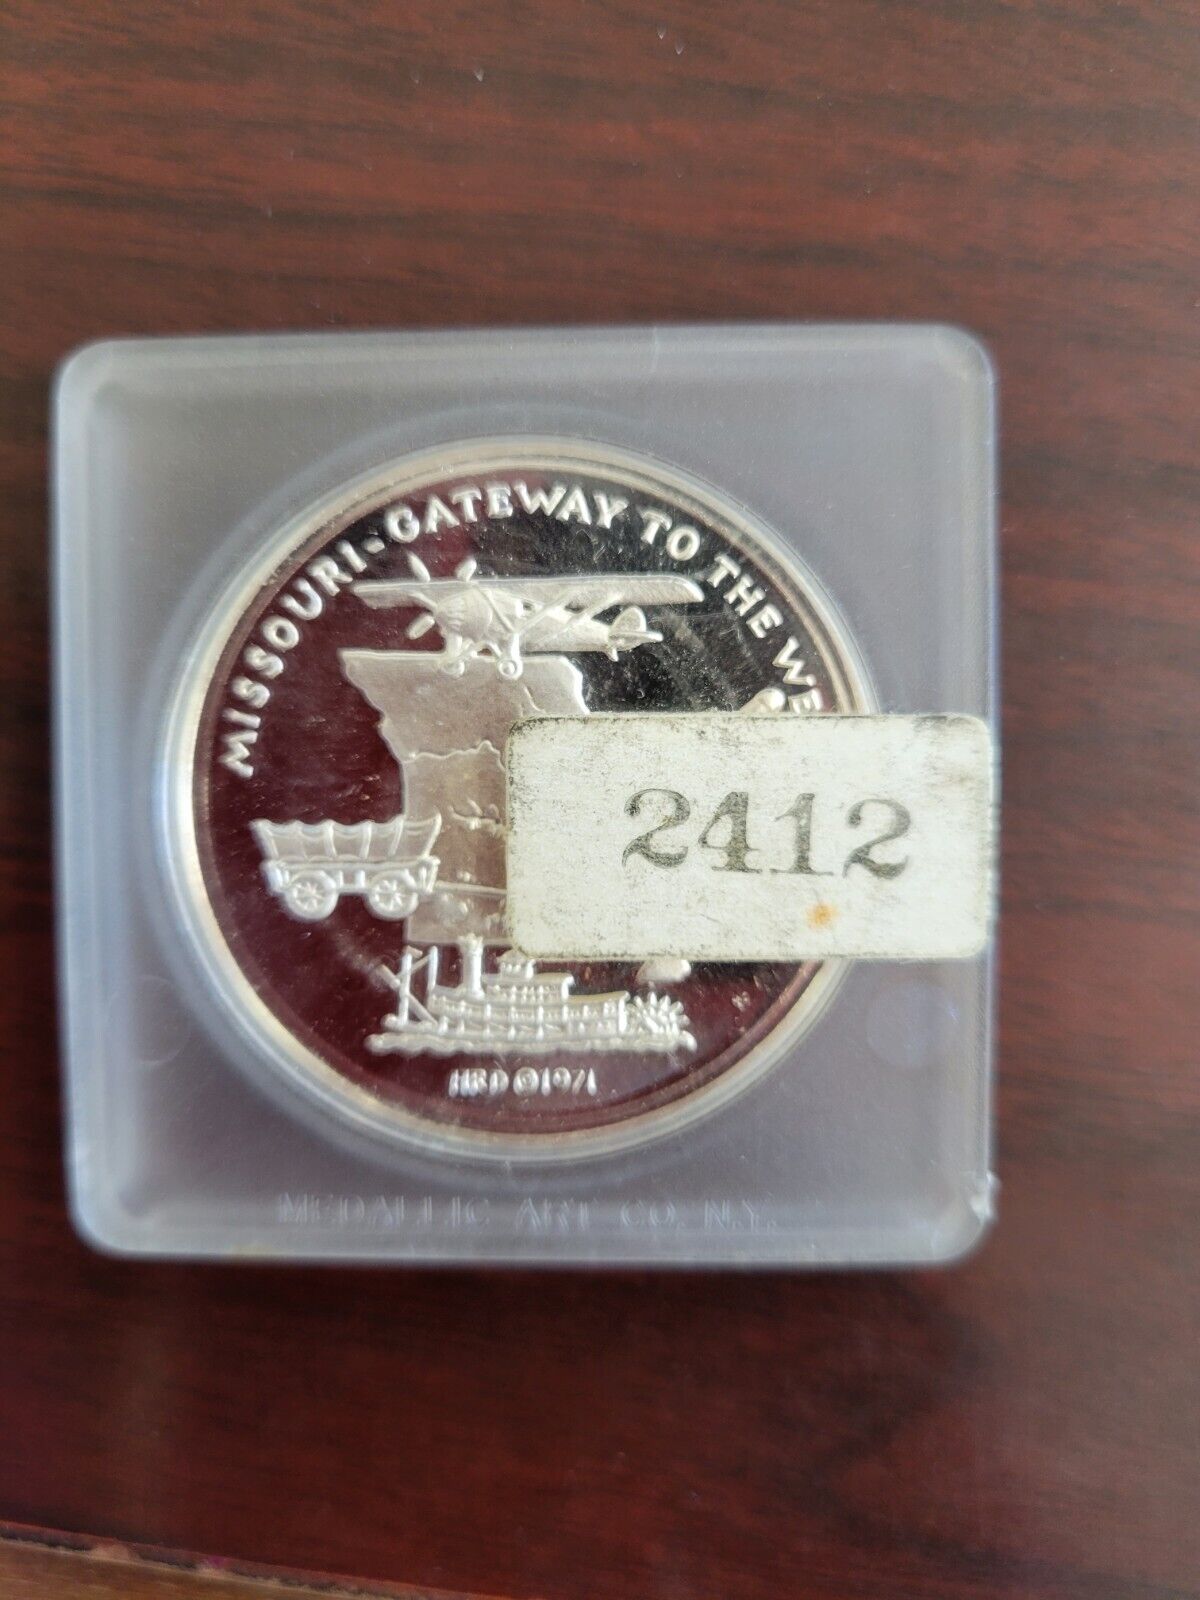 MISSOURI-GATEWAY TO THE WE
2412
HRD ©1971
MEDALLIC ART CO. N.Y.